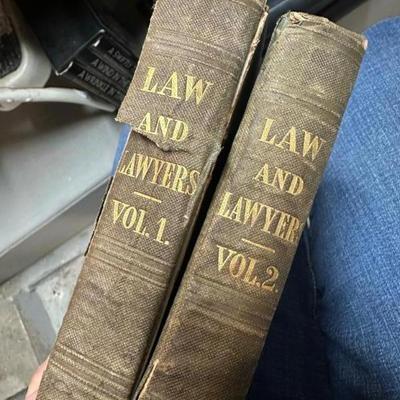 LAW
AND
LAWYERS
VOL. 1.
LAW
AND
LAWYERS
VOL. 2.